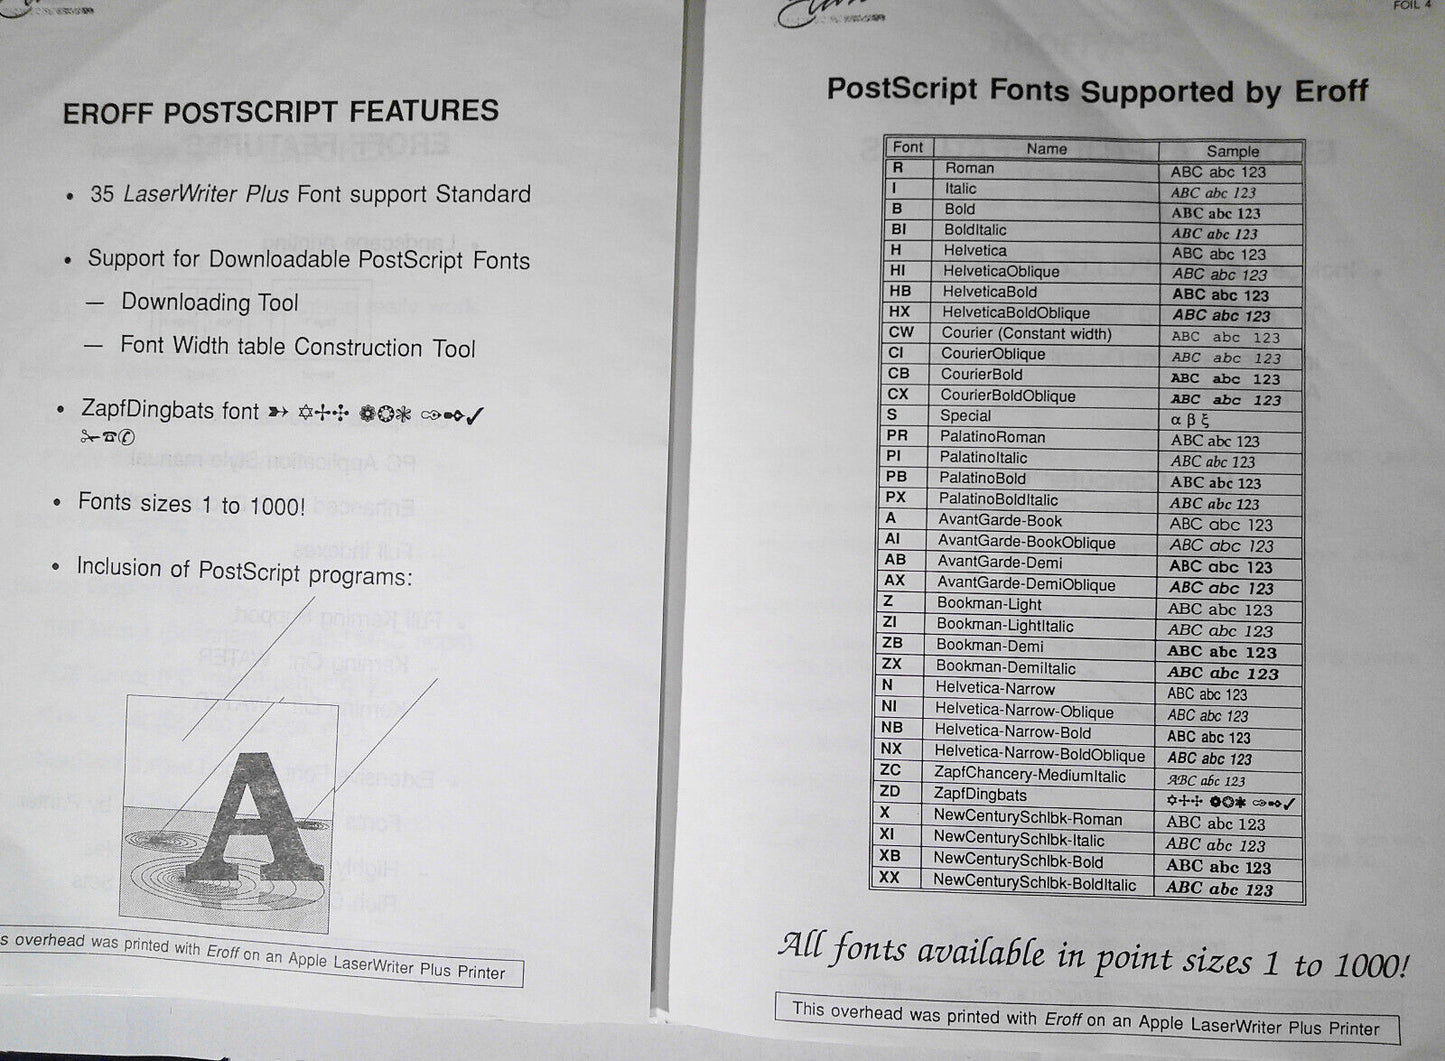 EROFF POSTSCRIPT FEATURES
• 35 LaserWriter Plus Font support Standard
• Support for Downloadable PostScript Fonts
— Downloading Tool
— Font Width table Construction Tool
• ZapfDingbats font
• Fonts sizes 1 to 1000!
• Inclusion of PostScript programs:
A
overhead was printed with Eroff on an Apple LaserWriter Plus Printer
FOIL 4
PostScript Fonts Supported by Eroff
Font Name Sample
R Roman ABC abc 123
I Italic ABC abc 123
B Bold ABC abc 123
BI BoldItalic ABC abc 123
H Helvetica ABC abc 123
HI HelveticaOblique ABC abc 123
HB HelveticaBold ABC abc 123
HX HelveticaBoldOblique ABC abc 123
CW Courier (Constant width) ABC abc 123
CI CourierOblique ABC abc 123
CB CourierBold ABC abc 123
CX CourierBoldOblique ABC abc 123
S Special α β ξ
PR PalatinoRoman ABC abc 123
PI PalatinoItalic ABC abc 123
PB PalatinoBold ABC abc 123
PX PalatinoBoldItalic ABC abc 123
A AvantGarde-Book ABC abc 123
AI AvantGarde-BookOblique ABC abc 123
AB AvantGarde-Demi ABC abc 123
AX AvantGarde-DemiOblique ABC abc 123
Z Bookman-Light ABC abc 123
ZI Bookman-LightItalic ABC abc 123
ZB Bookman-Demi ABC abc 123
ZX Bookman-DemiItalic ABC abc 123
N Helvetica-Narrow ABC abc 123
NI Helvetica-Narrow-Oblique ABC abc 123
NB Helvetica-Narrow-Bold ABC abc 123
NX Helvetica-Narrow-BoldOblique ABC abc 123
ZC ZapfChancery-MediumItalic ABC abc 123
ZD ZapfDingbats
X NewCenturySchlbk-Roman ABC abc 123
XI NewCenturySchlbk-Italic ABC abc 123
XB NewCenturySchlbk-Bold ABC abc 123
XX NewCenturySchlbk-BoldItalic ABC abc 123
All fonts available in point sizes 1 to 1000!
This overhead was printed with Eroff on an Apple LaserWriter Plus Printer